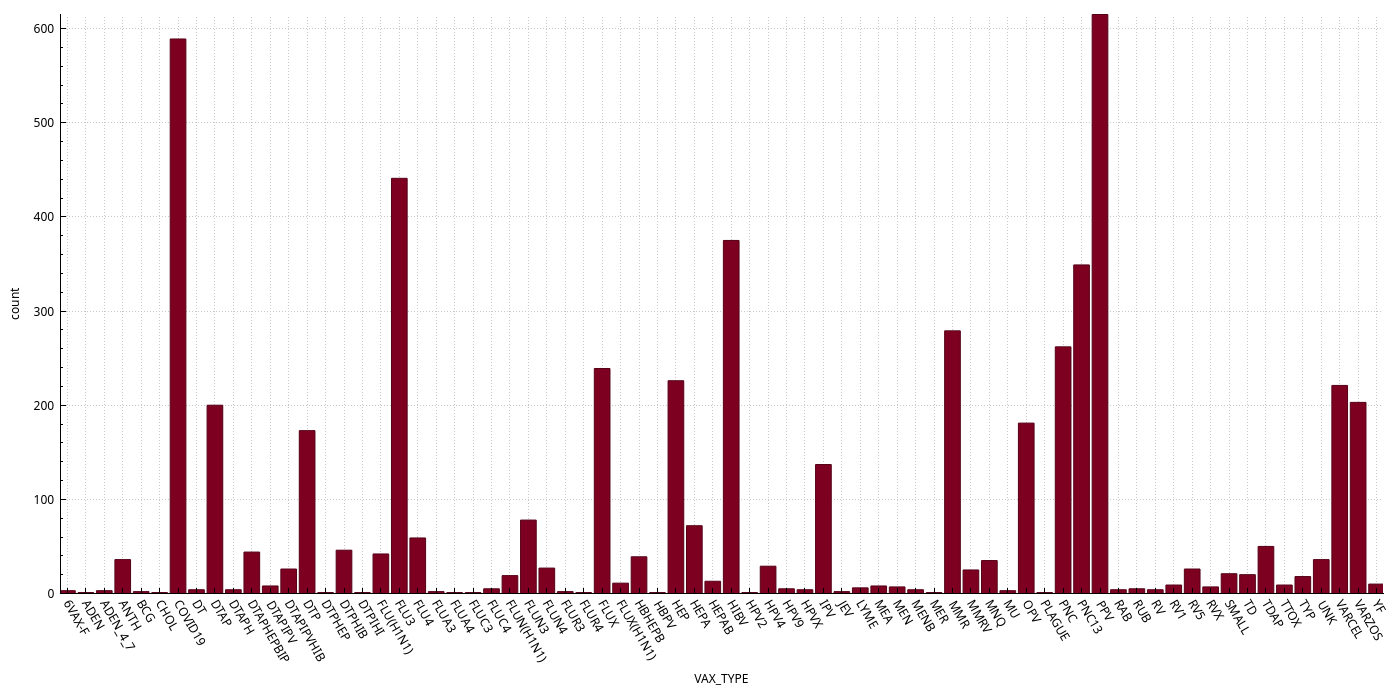 600
500
400
300
200
100
0
count
6VAX-F
ADEN
ADEN_4_7
ANTH
BCG
CHOL
COVID19
DT
DTAP
DTAPH
DTAPHEPBIP
DTAPIPV
DTAPIPVHIB
DTP
DTPHEP
DTPHIB
DTPIHI
FLU(H1N1)
FLU3
FLU4
FLUA3
FLUA4
FLUC3
FLUC4
FLUN(H1N1)
FLUN3
FLUN4
FLUR3
FLUR4
FLUX
FLUX(H1N1)
HBHEPB
HBPV
HEP
HEPA
HEPAB
HIBV
HPV2
HPV4
HPV9
HPVX
IPV
JEV
LYME
MEA
MEN
MENB
MER
MMR
MMRV
MNQ
MU
OPV
PLAGUE
PNC
PNC13
PPV
RAB
RUB
RV
RV1
RV5
RVX
SMALL
TD
TDAP
TTOX
TYP
UNK
VARCEL
VARZOS
YF
VAX_TYPE